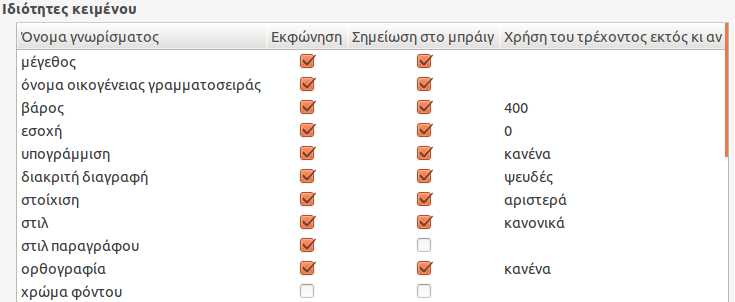 Ιδιότητες κειμένου
Όνομα γνωρίσματος Εκφώνηση Σημείωση στο μπράιγ Χρήση του τρέχοντος εκτός κι αν
μέγεθος
όνομα οικογένειας γραμματοσειράς
βάρος 400
εσοχή 0
υπογράμμιση κανένα
διακριτή διαγραφή ψευδές
στοίχιση αριστερά
στιλ κανονικά
στιλ παραγράφου
ορθογραφία κανένα
χρώμα φόντου